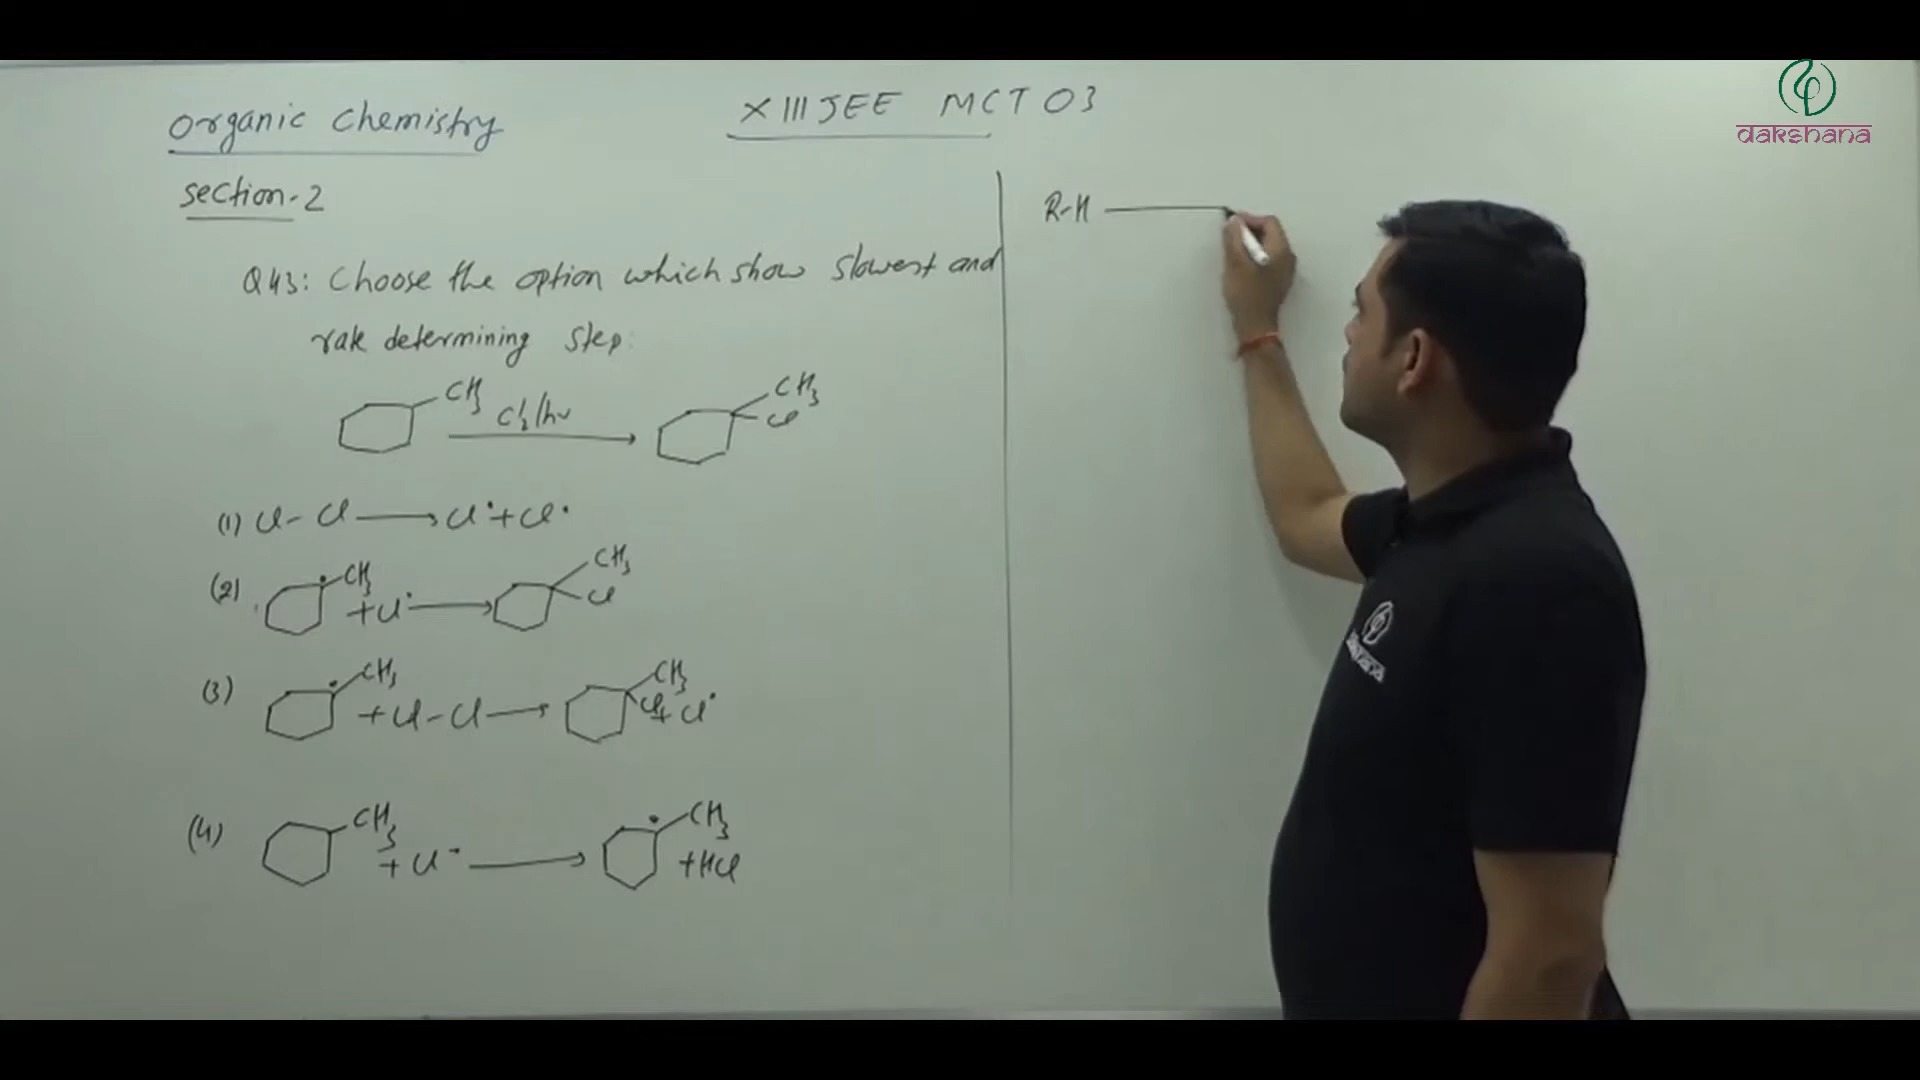 organic chemistry
XIII JEE MCT 03
dakshana
section-2
Q43: Choose the option which show slowest and
rate determining step:
CH3
Cl2/hν
CH3
Cl
(1) Cl-Cl → Cl• + Cl•
(2) CH3 + Cl• → CH3
Cl
(3) CH3 + Cl-Cl → CH3
Cl + Cl•
(4) CH3 + Cl• → CH3
+ HCl
R-H